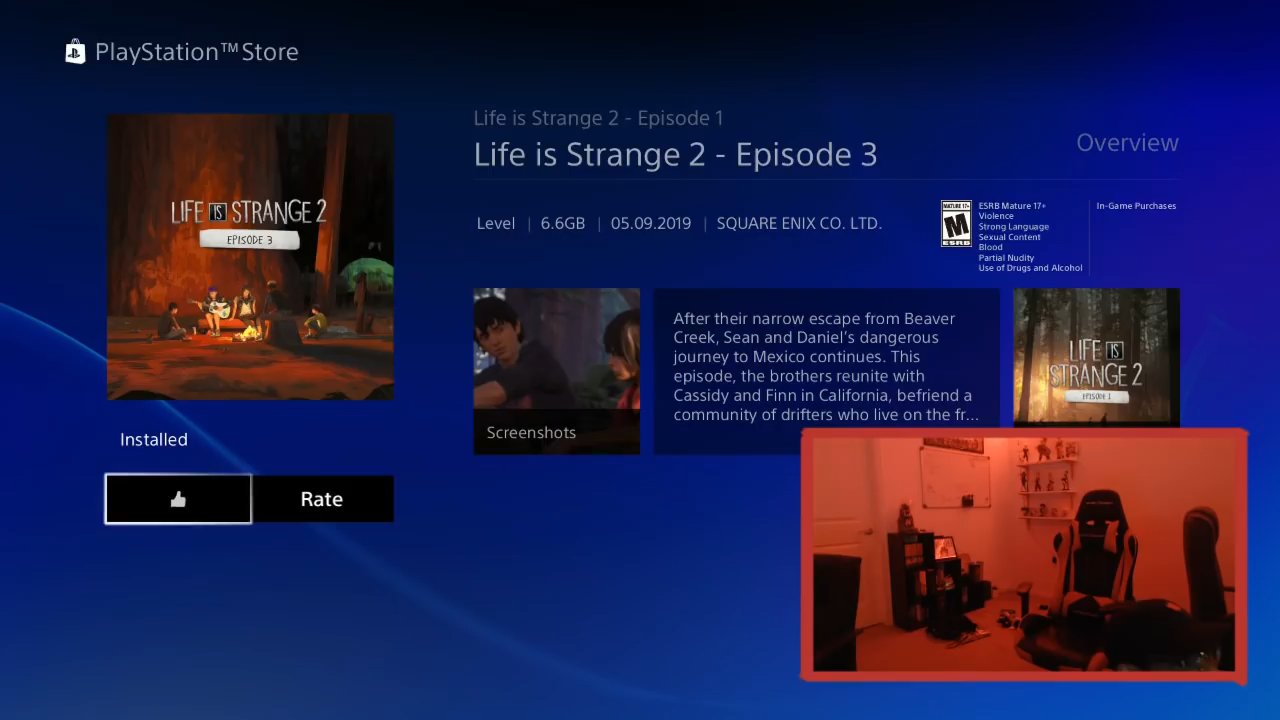 PlayStation™Store
Life is Strange 2 - Episode 1
Life is Strange 2 - Episode 3
Overview
LIFE IS STRANGE 2
EPISODE 3
Level | 6.6GB | 05.09.2019 | SQUARE ENIX CO. LTD.
MATURE 17+
M
ESRB
ESRB Mature 17+
Violence
Strong Language
Sexual Content
Blood
Partial Nudity
Use of Drugs and Alcohol
In-Game Purchases
Screenshots
After their narrow escape from Beaver
Creek, Sean and Daniel's dangerous
journey to Mexico continues. This
episode, the brothers reunite with
Cassidy and Finn in California, befriend a
community of drifters who live on the fr...
LIFE IS
STRANGE 2
EPISODE 1
Installed
Rate